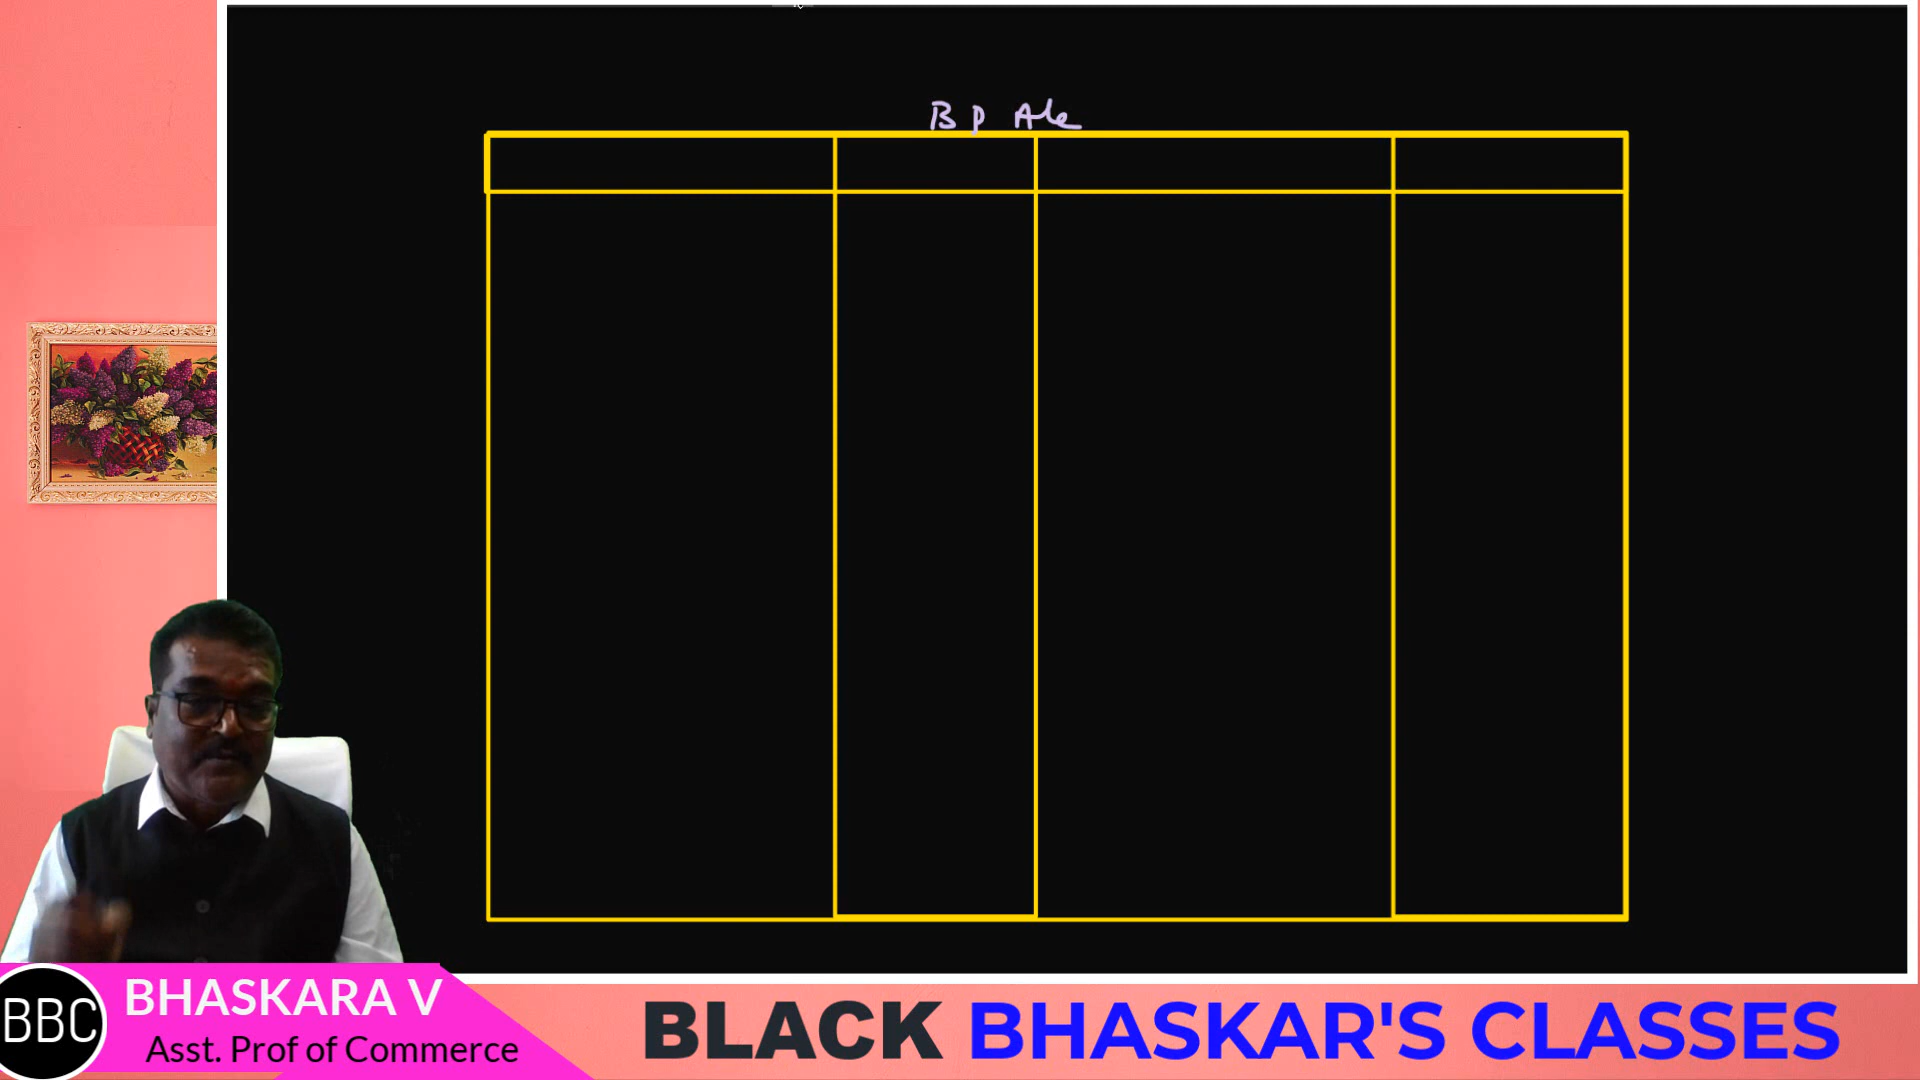 B P A/c
BBC
BHASKARA V
Asst. Prof of Commerce
BLACK BHASKAR'S CLASSES